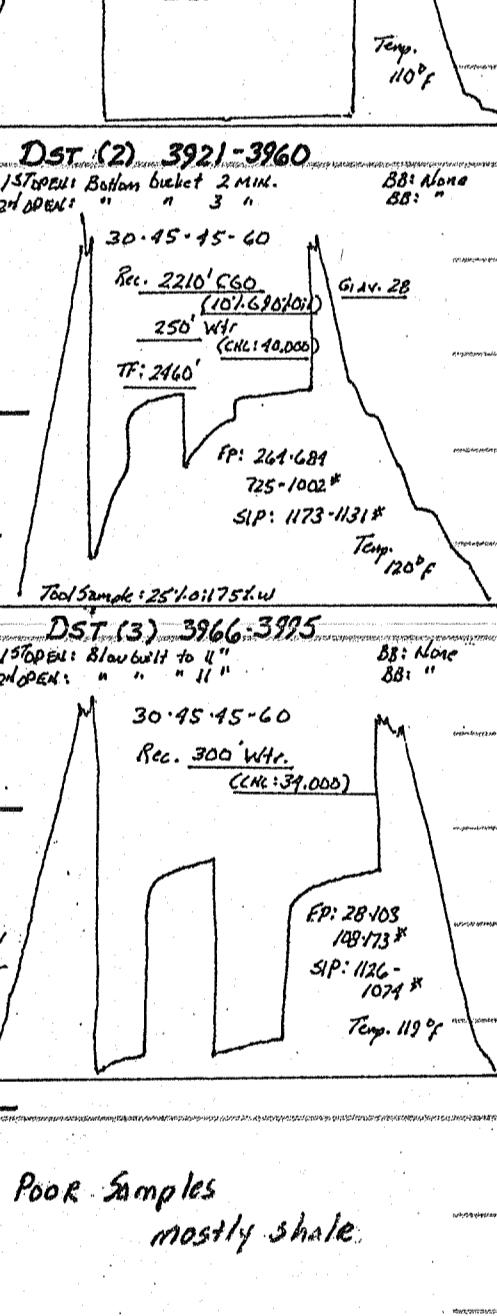 Temp.
110°f
DST (2) 3921-3960
1ST OPEN: Bottom bucket 2 MIN. BB: None
2nd OPEN: " " 3 " BB: "
30-45-45-60
Rec. 2210' CGO Grav. 28
(10%G 90%Oil)
250' Wtr
(CHL: 40,000)
TF: 2460'
FP: 264-684
725-1002#
SIP: 1173-1131#
Temp.
120°f
Tool Sample: 25% oil 75% w
DST (3) 3966-3995
1ST OPEN: Blow built to 11" BB: None
2nd OPEN: " " " 11" BB: "
30-45-45-60
Rec. 300' Wtr.
(CHL: 34,000)
FP: 28-103
108-173#
SIP: 1126-
1074#
Temp. 119°f
POOR Samples
mostly shale